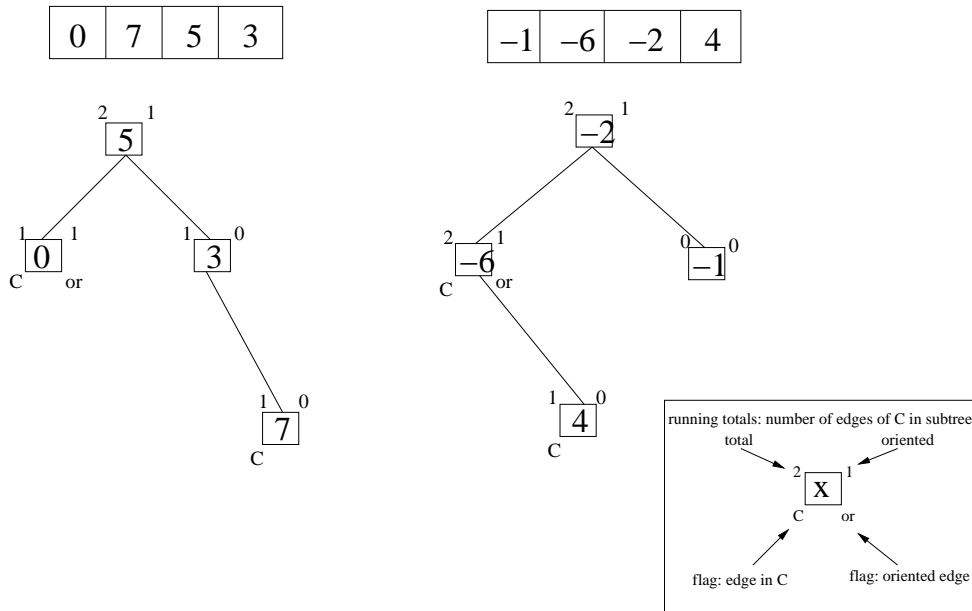 0 7 5 3
−1 −6 −2 4
2 1
5
2 1
−2
1 1
0
C or
1 0
3
2 1
−6
C or
0 0
−1
1 0
7
C
1 0
4
C
running totals: number of edges of C in subtree
total oriented
2 1
x
C or
flag: edge in C flag: oriented edge